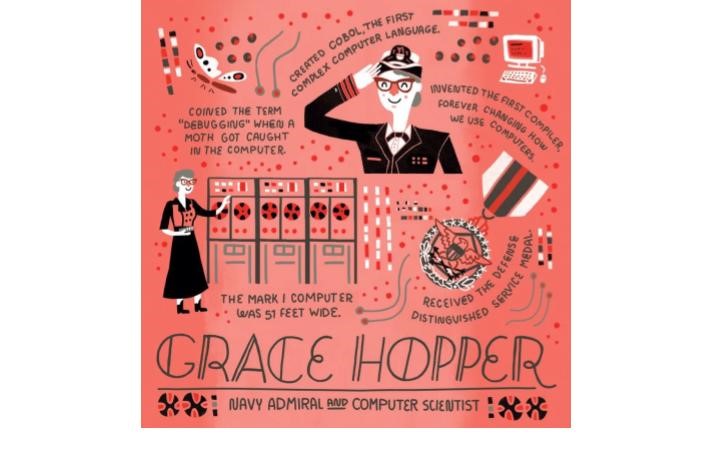 CREATED COBOL, THE FIRST
COMPLEX COMPUTER LANGUAGE.
INVENTED THE FIRST COMPILER,
FOREVER CHANGING HOW
WE USE COMPUTERS.
COINED THE TERM
"DEBUGGING" WHEN A
MOTH GOT CAUGHT
IN THE COMPUTER.
THE MARK I COMPUTER
WAS 51 FEET WIDE.
RECEIVED THE DEFENSE
DISTINGUISHED SERVICE MEDAL.
GRACE HOPPER
NAVY ADMIRAL AND COMPUTER SCIENTIST